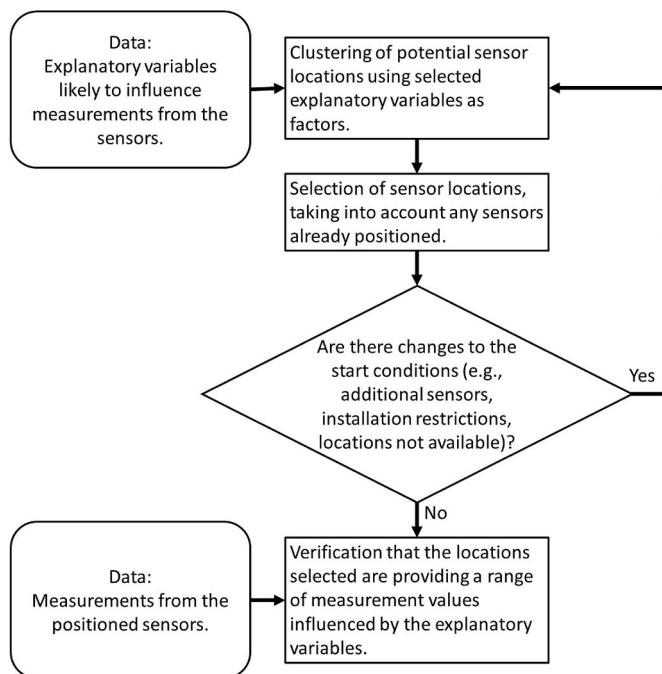 Data:
Explanatory variables
likely to influence
measurements from the
sensors.
Clustering of potential sensor
locations using selected
explanatory variables as
factors.
Selection of sensor locations,
taking into account any sensors
already positioned.
Are there changes to the
start conditions (e.g.,
additional sensors,
installation restrictions,
locations not available)?
Yes
No
Data:
Measurements from the
positioned sensors.
Verification that the locations
selected are providing a range
of measurement values
influenced by the explanatory
variables.